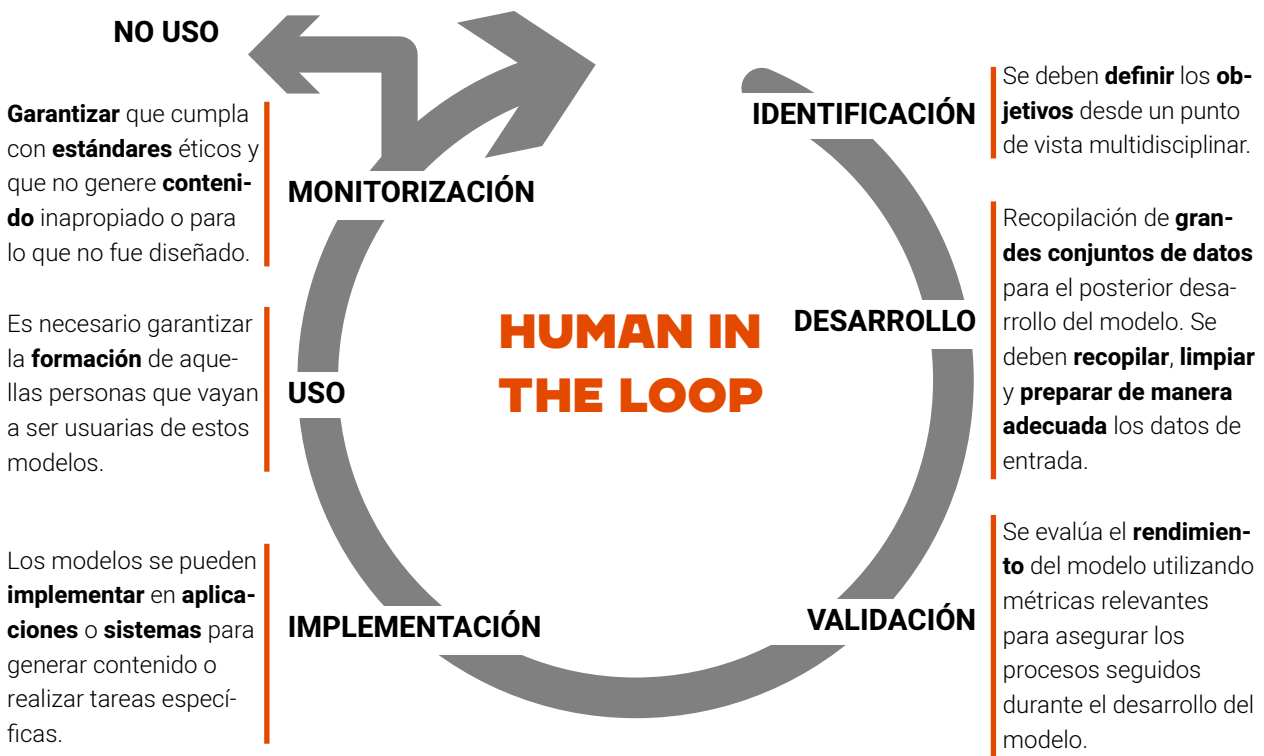 NO USO
Garantizar que cumpla
con estándares éticos y
que no genere conteni-
do inapropiado o para
lo que no fue diseñado.
MONITORIZACIÓN
Es necesario garantizar
la formación de aque-
llas personas que vayan
a ser usuarias de estos
modelos.
USO
Los modelos se pueden
implementar en aplica-
ciones o sistemas para
generar contenido o
realizar tareas especí-
ficas.
IMPLEMENTACIÓN
HUMAN IN
THE LOOP
IDENTIFICACIÓN
Se deben definir los ob-
jetivos desde un punto
de vista multidisciplinar.
DESARROLLO
Recopilación de gran-
des conjuntos de datos
para el posterior desa-
rrollo del modelo. Se
deben recopilar, limpiar
y preparar de manera
adecuada los datos de
entrada.
VALIDACIÓN
Se evalúa el rendimien-
to del modelo utilizando
métricas relevantes
para asegurar los
procesos seguidos
durante el desarrollo del
modelo.